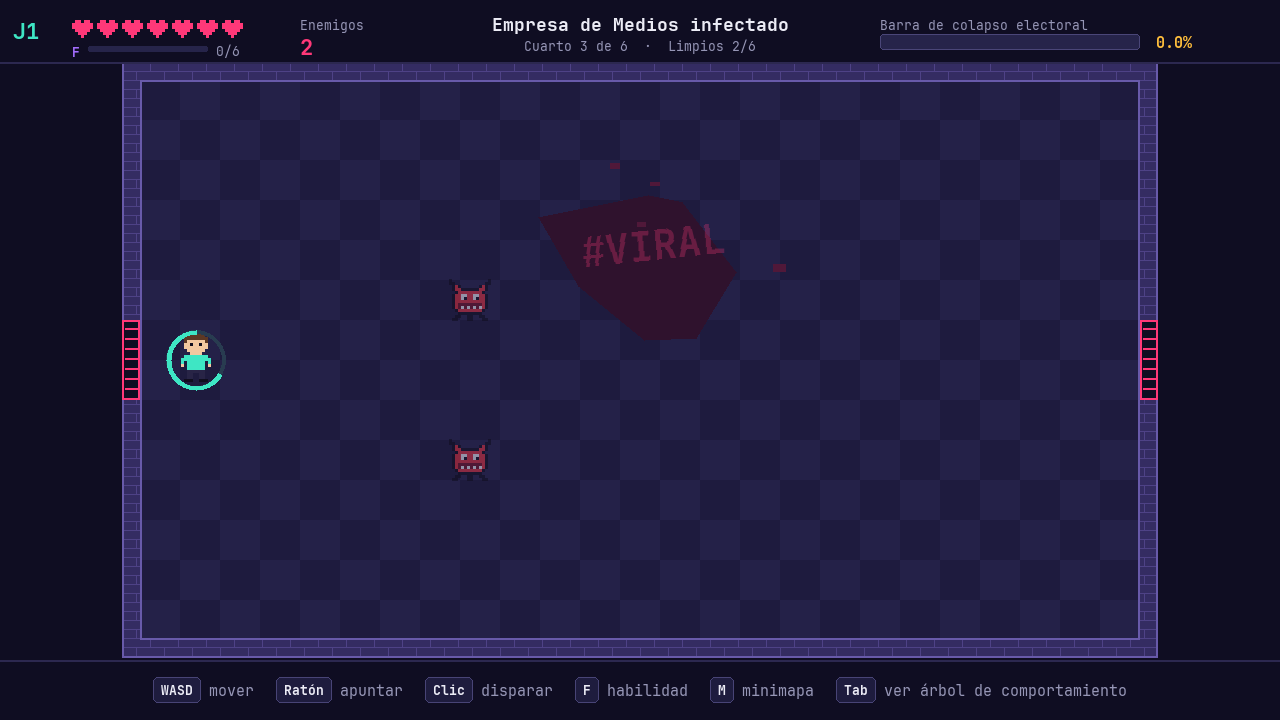 J1
F 0/6
Enemigos
2
Empresa de Medios infectado
Cuarto 3 de 6 · Limpios 2/6
Barra de colapso electoral
0.0%
#VIRAL
WASD mover Ratón apuntar Clic disparar F habilidad M minimapa Tab ver árbol de comportamiento